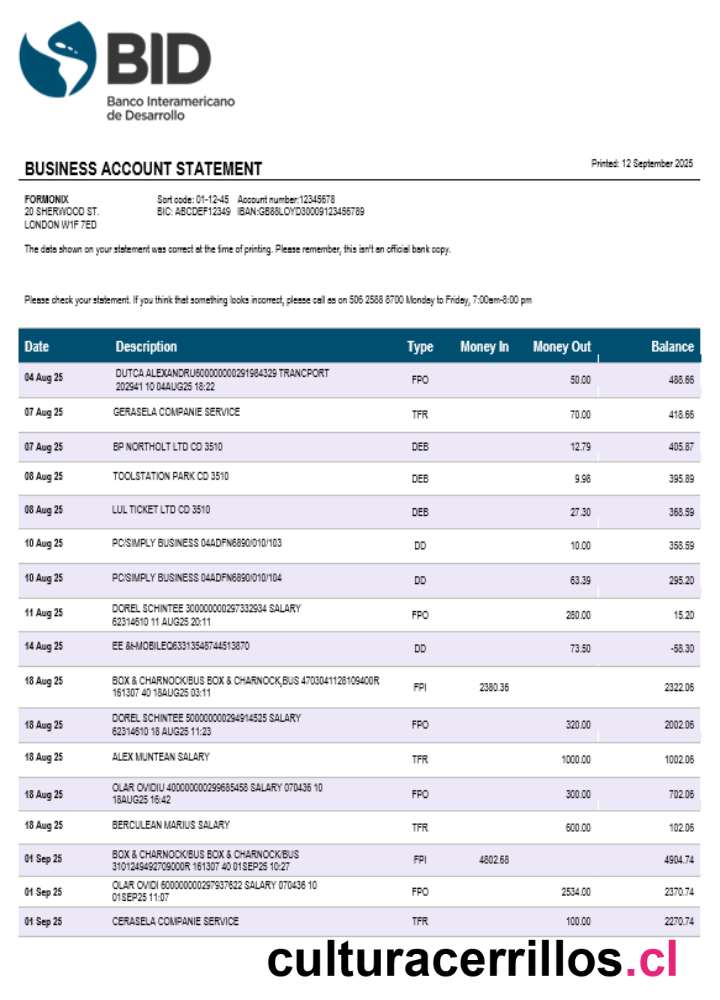 BID
Banco Interamericano
de Desarrollo
BUSINESS ACCOUNT STATEMENT
Printed: 12 September 2025
FORMONIX Sort code: 01-12-45 Account number:12345678
20 SHERWOOD ST. BIC: ABCDEF12349 IBAN:GB88LOYD30009123456789
LONDON W1F 7ED
The data shown on your statement was correct at the time of printing. Please remember, this isn't an official bank copy.
Please check your statement. If you think that something looks incorrect, please call as on 506 2588 8700 Monday to Friday, 7:00am-8:00 pm
Date Description Type Money In Money Out Balance
04 Aug 25 DUTCA ALEXANDRU600000000291984329 TRANCPORT
202941 10 04AUG25 18:22 FPO 50.00 488.66
07 Aug 25 GERASELA COMPANIE SERVICE TFR 70.00 418.66
07 Aug 25 BP NORTHOLT LTD CD 3510 DEB 12.79 405.87
08 Aug 25 TOOLSTATION PARK CD 3510 DEB 9.98 395.89
08 Aug 25 LUL TICKET LTD CD 3510 DEB 27.30 368.59
10 Aug 25 PC/SIMPLY BUSINESS 04ADFN6890/010/103 DD 10.00 358.59
10 Aug 25 PC/SIMPLY BUSINESS 04ADFN6890/010/104 DD 63.39 295.20
11 Aug 25 DOREL SCHINTEE 300000000297332934 SALARY
62314610 11 AUG25 20:11 FPO 280.00 15.20
14 Aug 25 EE &t-MOBILEQ63313548744513870 DD 73.50 -58.30
18 Aug 25 BOX & CHARNOCK/BUS BOX & CHARNOCK,BUS 4703041128109400R
161307 40 18AUG25 03:11 FPI 2380.36 2322.06
18 Aug 25 DOREL SCHINTEE 500000000294914525 SALARY
62314610 18 AUG25 11:23 FPO 320.00 2002.06
18 Aug 25 ALEX MUNTEAN SALARY TFR 1000.00 1002.06
18 Aug 25 OLAR OVIDIU 400000000299685458 SALARY 070436 10
18AUG25 16:42 FPO 300.00 702.06
18 Aug 25 BERCULEAN MARIUS SALARY TFR 600.00 102.06
01 Sep 25 BOX & CHARNOCK/BUS BOX & CHARNOCK/BUS
3101249492709000R 161307 40 01SEP25 10:27 FPI 4802.68 4904.74
01 Sep 25 OLAR OVIDI 600000000297937622 SALARY 070436 10
01SEP25 11:07 FPO 2534.00 2370.74
01 Sep 25 CERASELA COMPANIE SERVICE TFR 100.00 2270.74
culturacerrillos.cl